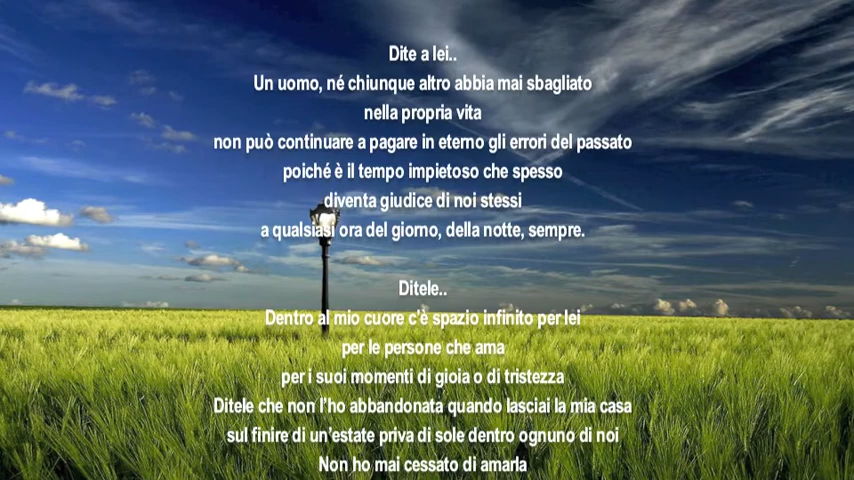 Dite a lei..
Un uomo, né chiunque altro abbia mai sbagliato
nella propria vita
non può continuare a pagare in eterno gli errori del passato
poiché è il tempo impietoso che spesso
diventa giudice di noi stessi
a qualsiasi ora del giorno, della notte, sempre.
Ditele..
Dentro al mio cuore c'è spazio infinito per lei
per le persone che ama
per i suoi momenti di gioia o di tristezza
Ditele che non l'ho abbandonata quando lasciai la mia casa
sul finire di un'estate priva di sole dentro ognuno di noi
Non ho mai cessato di amarla